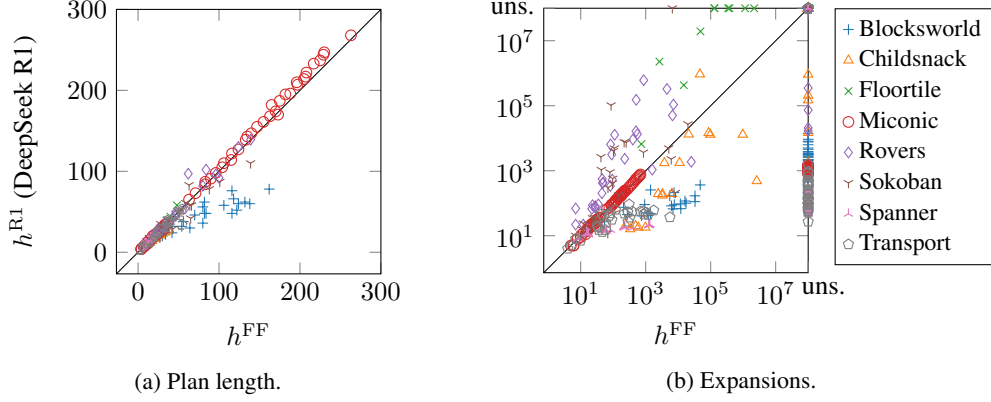 300
200
100
0
0
100
200
300
h^R1 (DeepSeek R1)
h^FF
(a) Plan length.
uns.
10^7
10^5
10^3
10^1
10^1
10^3
10^5
10^7
uns.
h^FF
(b) Expansions.
Blocksworld
Childsnack
Floortile
Miconic
Rovers
Sokoban
Spanner
Transport